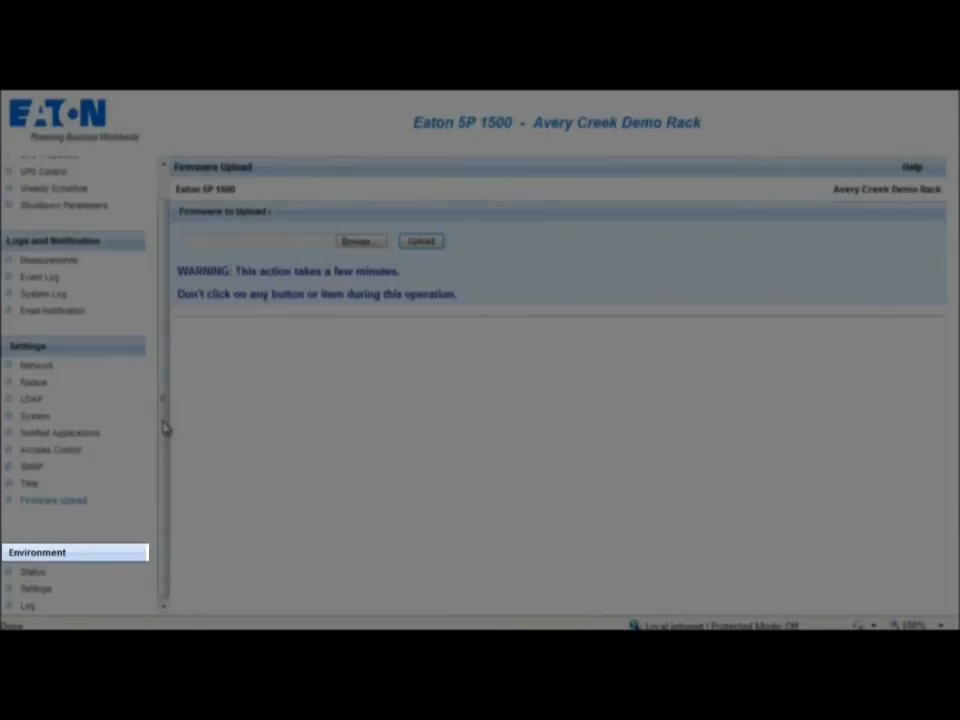 EATON
Powering Business Worldwide
Eaton 5P 1500 - Avery Creek Demo Rack
UPS Control
Weekly Schedule
Shutdown Parameters
Logs and Notification
Measurements
Event Log
System Log
Email Notification
Settings
Network
Radius
LDAP
System
Notified Applications
Access Control
SNMP
Time
Firmware Upload
Environment
Status
Settings
Log
Firmware Upload
Help
Eaton 5P 1500
Avery Creek Demo Rack
Firmware to Upload :
Browse...
Upload
WARNING: This action takes a few minutes.
Don't click on any button or item during this operation.
Done
Local intranet | Protected Mode: Off
100%